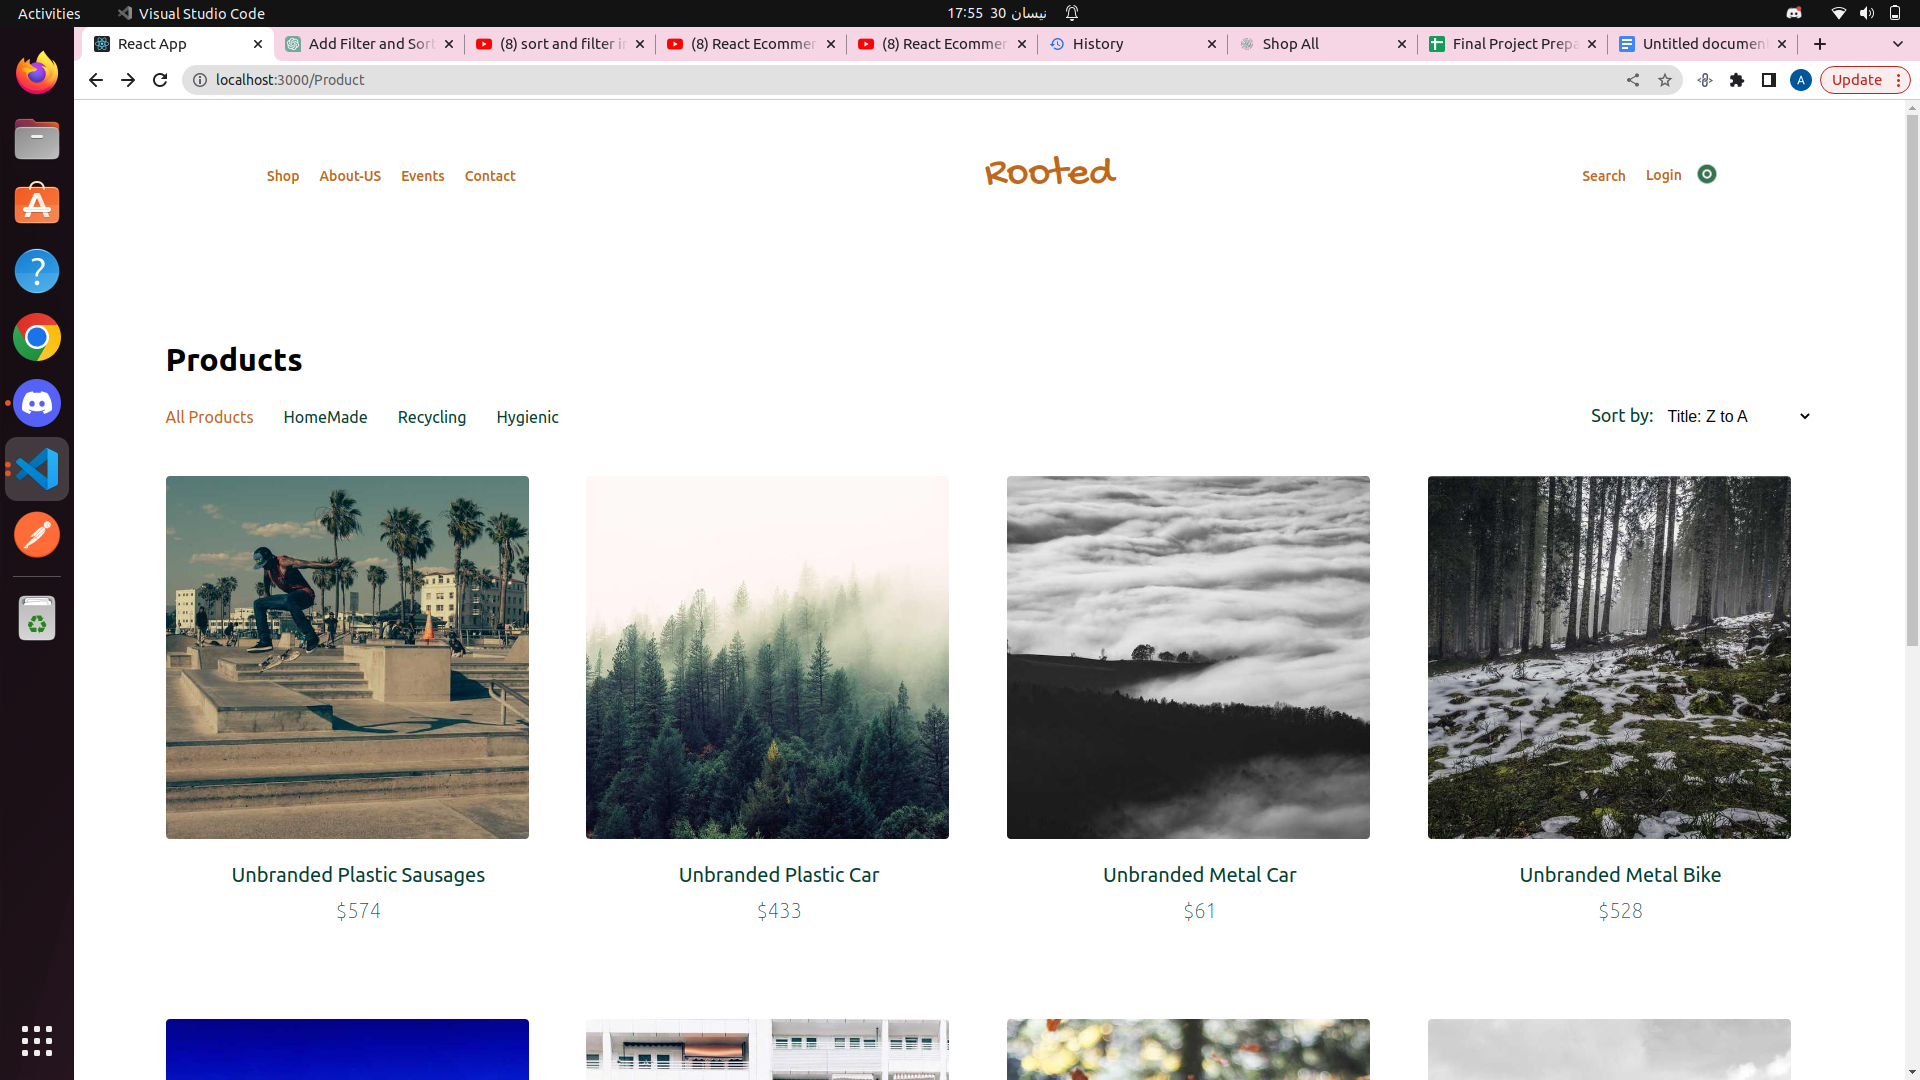 Activities
Visual Studio Code
17:55 30 نيسان
React App
Add Filter and Sort
(8) sort and filter in
(8) React Ecommer
(8) React Ecommer
History
Shop All
Final Project Prepa
Untitled document
localhost:3000/Product
A
Update
Shop
About-US
Events
Contact
Rooted
Search
Login
Products
All Products
HomeMade
Recycling
Hygienic
Sort by:
Title: Z to A
Unbranded Plastic Sausages
$574
Unbranded Plastic Car
$433
Unbranded Metal Car
$61
Unbranded Metal Bike
$528